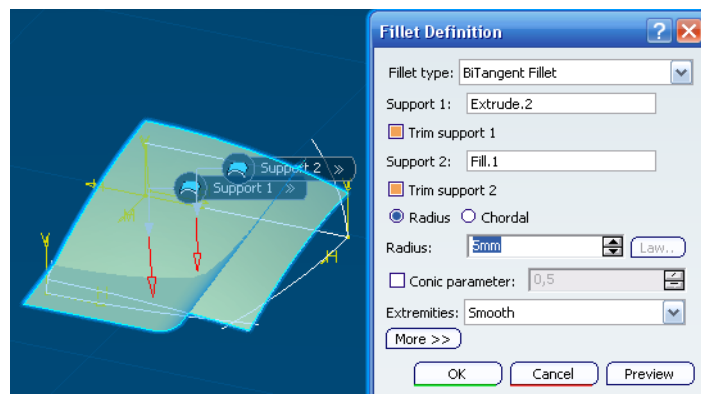 Fillet Definition
Fillet type: BiTangent Fillet
Support 1: Extrude.2
Trim support 1
Support 2: Fill.1
Trim support 2
Radius Chordal
Radius: 5mm Law..
Conic parameter: 0,5
Extremities: Smooth
More >>
OK Cancel Preview
Support 2 »
Support 1 »
V
H